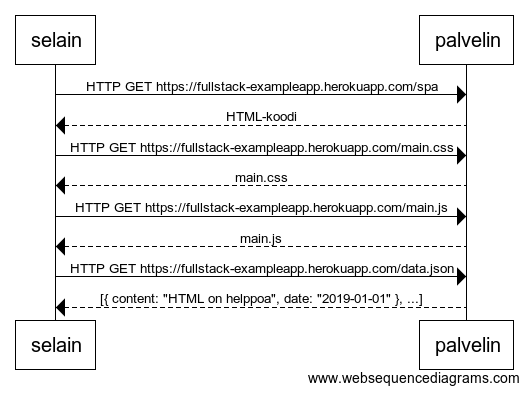 selain palvelin
HTTP GET https://fullstack-exampleapp.herokuapp.com/spa
HTML-koodi
HTTP GET https://fullstack-exampleapp.herokuapp.com/main.css
main.css
HTTP GET https://fullstack-exampleapp.herokuapp.com/main.js
main.js
HTTP GET https://fullstack-exampleapp.herokuapp.com/data.json
[{ content: "HTML on helppoa", date: "2019-01-01" }, ...]
selain palvelin
www.websequencediagrams.com